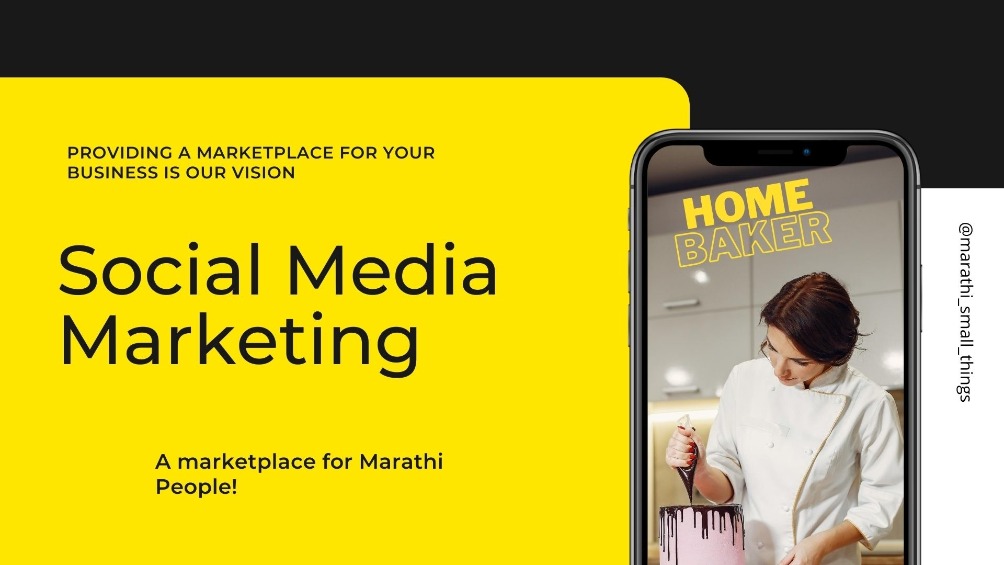 PROVIDING A MARKETPLACE FOR YOUR
BUSINESS IS OUR VISION
Social Media
Marketing
A marketplace for Marathi
People!
HOME
BAKER
@marathi_small_things